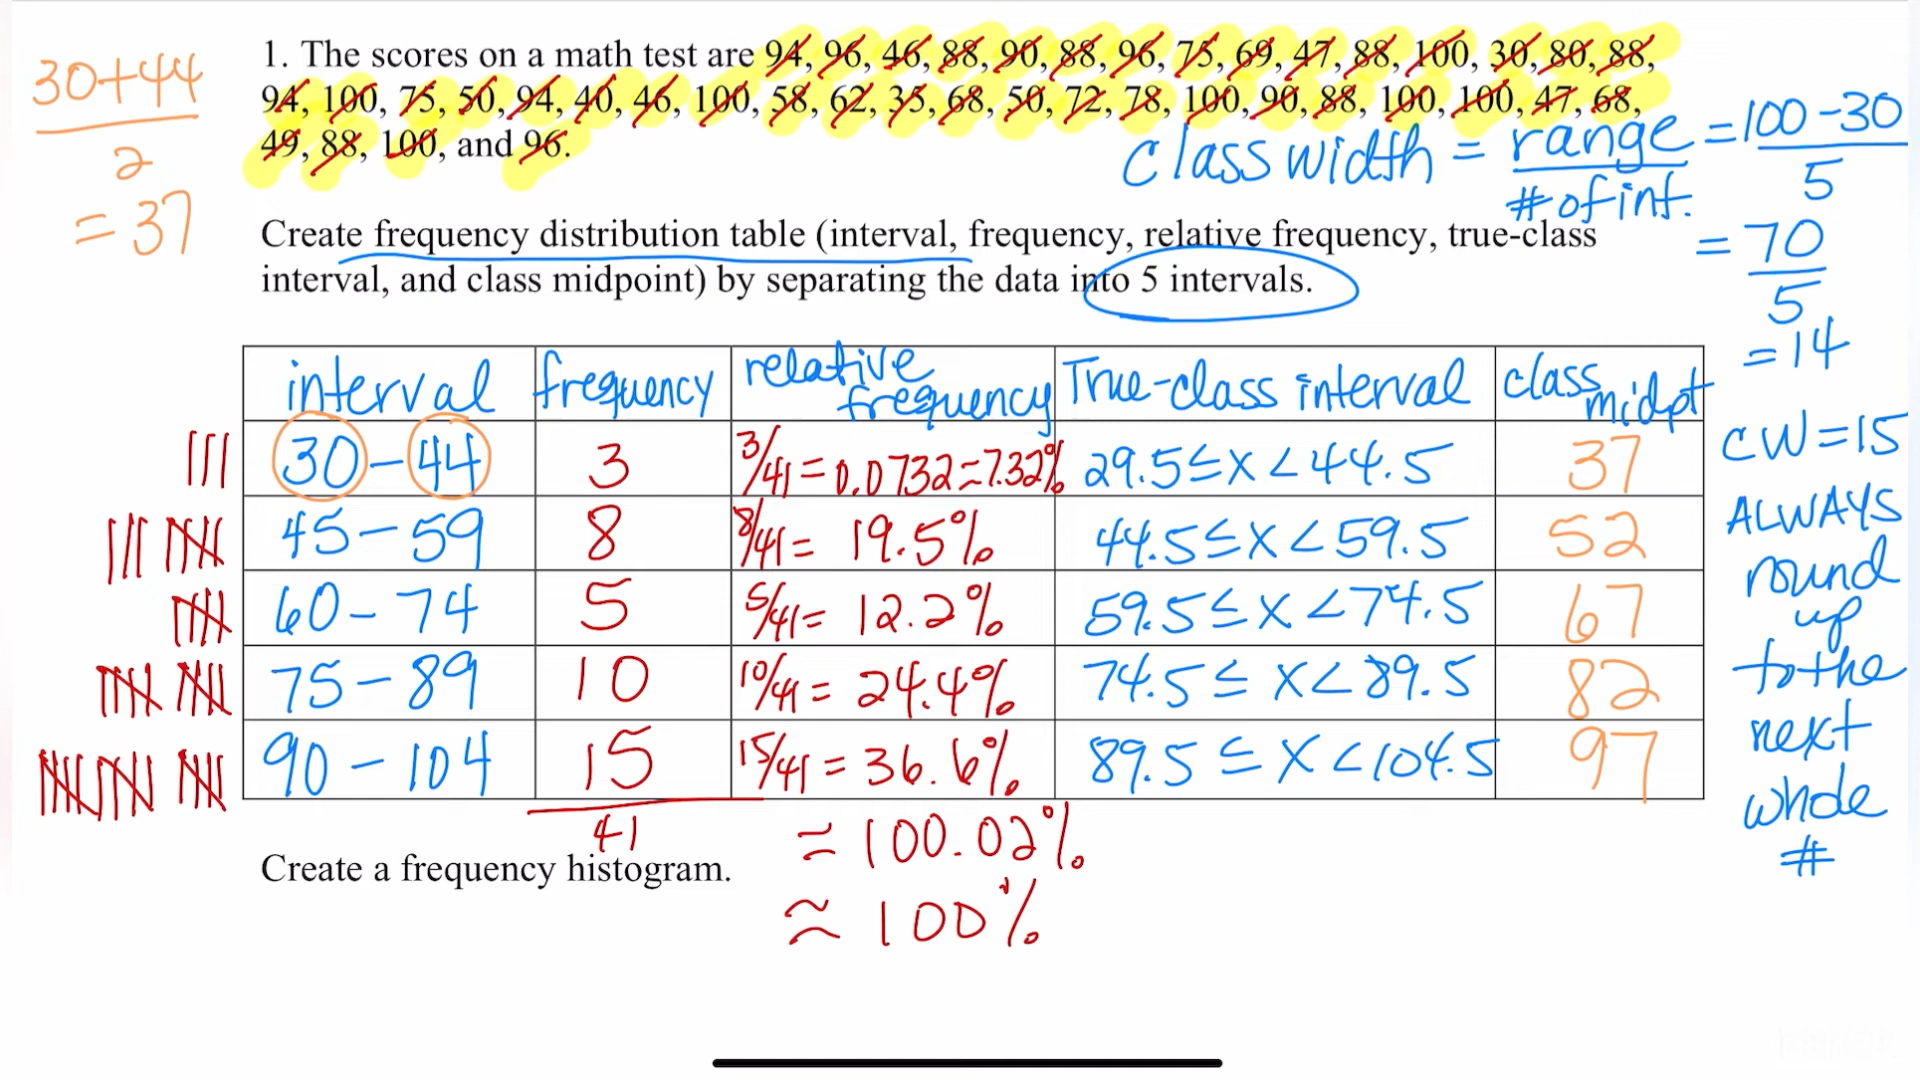 1. The scores on a math test are 94, 96, 46, 88, 90, 88, 96, 75, 69, 47, 88, 100, 30, 80, 88,
94, 100, 75, 50, 94, 40, 46, 100, 58, 62, 35, 68, 50, 72, 78, 100, 90, 88, 100, 100, 47, 68,
49, 88, 100, and 96.
30+44
2
= 37
class width = range / # of int. = 100-30 / 5
= 70 / 5
= 14
Create frequency distribution table (interval, frequency, relative frequency, true-class
interval, and class midpoint) by separating the data into 5 intervals.
interval frequency relative frequency True-class interval class midpt
30-44 3 3/41 = 0.0732 = 7.32% 29.5 ≤ x < 44.5 37
45-59 8 8/41 = 19.5% 44.5 ≤ x < 59.5 52
60-74 5 5/41 = 12.2% 59.5 ≤ x < 74.5 67
75-89 10 10/41 = 24.4% 74.5 ≤ x < 89.5 82
90-104 15 15/41 = 36.6% 89.5 ≤ x < 104.5 97
41
≈ 100.02%
≈ 100%
CW=15
ALWAYS
round
up
to the
next
whole
#
Create a frequency histogram.